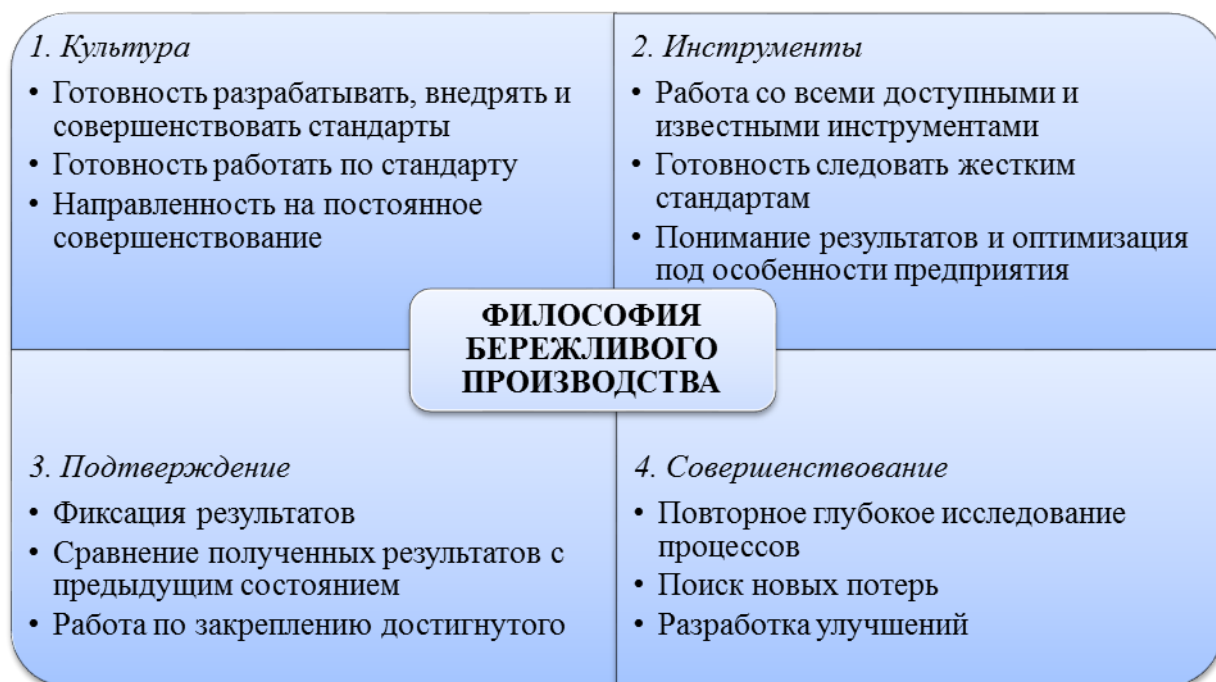 1. Культура
• Готовность разрабатывать, внедрять и
совершенствовать стандарты
• Готовность работать по стандарту
• Направленность на постоянное
совершенствование
2. Инструменты
• Работа со всеми доступными и
известными инструментами
• Готовность следовать жестким
стандартам
• Понимание результатов и оптимизация
под особенности предприятия
ФИЛОСОФИЯ
БЕРЕЖЛИВОГО
ПРОИЗВОДСТВА
3. Подтверждение
• Фиксация результатов
• Сравнение полученных результатов с
предыдущим состоянием
• Работа по закреплению достигнутого
4. Совершенствование
• Повторное глубокое исследование
процессов
• Поиск новых потерь
• Разработка улучшений